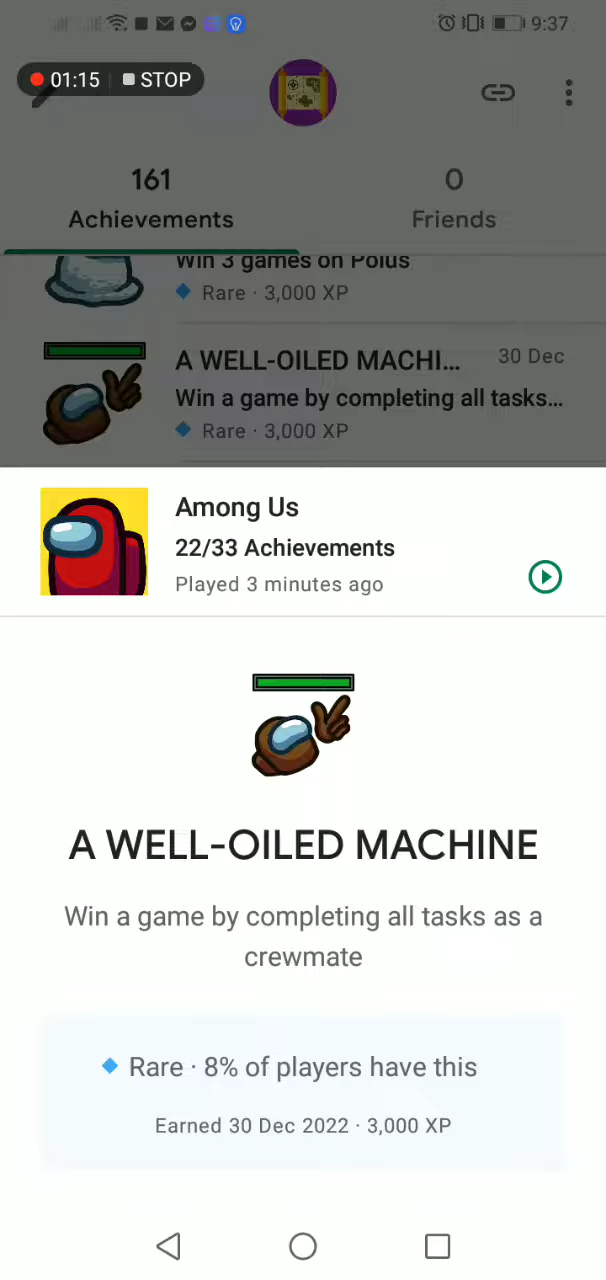 9:37
01:15 STOP
161
Achievements
0
Friends
Win 3 games on Polus
Rare · 3,000 XP
A WELL-OILED MACHI... 30 Dec
Win a game by completing all tasks...
Rare · 3,000 XP
Among Us
22/33 Achievements
Played 3 minutes ago
A WELL-OILED MACHINE
Win a game by completing all tasks as a
crewmate
Rare · 8% of players have this
Earned 30 Dec 2022 · 3,000 XP